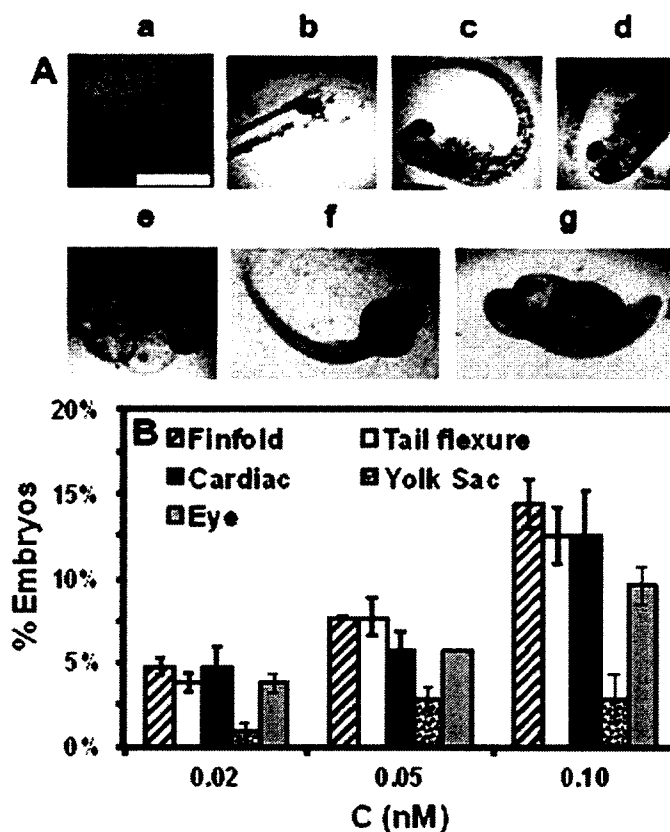 a b c d
A
e f g
B
Finfold Tail flexure
Cardiac Yolk Sac
Eye
20%
15%
10%
5%
0%
% Embryos
0.02 0.05 0.10
C (nM)